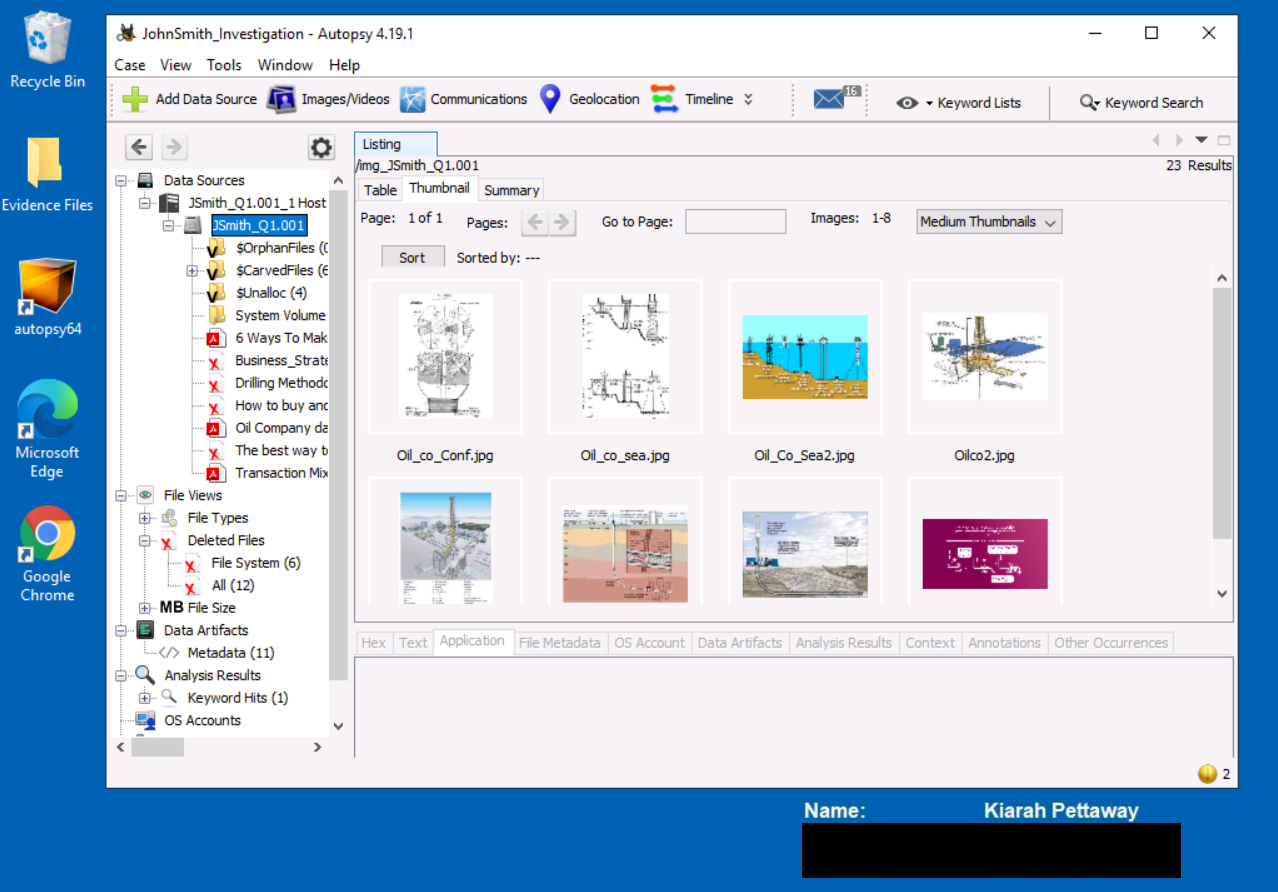 Recycle Bin
Evidence Files
autopsy64
Microsoft
Edge
Google
Chrome
JohnSmith_Investigation - Autopsy 4.19.1
Case View Tools Window Help
Add Data Source Images/Videos Communications Geolocation Timeline 16 Keyword Lists Keyword Search
Data Sources
JSmith_Q1.001_1 Host
JSmith_Q1.001
$OrphanFiles (0
$CarvedFiles (6
$Unalloc (4)
System Volume
6 Ways To Mak
Business_Strate
Drilling Methodo
How to buy and
Oil Company da
The best way to
Transaction Mix
File Views
File Types
Deleted Files
File System (6)
All (12)
MB File Size
Data Artifacts
Metadata (11)
Analysis Results
Keyword Hits (1)
OS Accounts
Listing
/img_JSmith_Q1.001 23 Results
Table Thumbnail Summary
Page: 1 of 1 Pages: Go to Page: Images: 1-8 Medium Thumbnails
Sort Sorted by: ---
Oil_co_Conf.jpg Oil_co_sea.jpg Oil_Co_Sea2.jpg Oilco2.jpg
Hex Text Application File Metadata OS Account Data Artifacts Analysis Results Context Annotations Other Occurrences
2
Name: Kiarah Pettaway